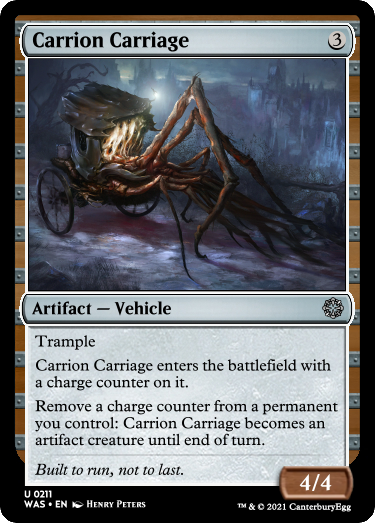 Carrion Carriage 3
Artifact — Vehicle
Trample
Carrion Carriage enters the battlefield with
a charge counter on it.
Remove a charge counter from a permanent
you control: Carrion Carriage becomes an
artifact creature until end of turn.
Built to run, not to last.
4/4
U 0211
WAS • EN Henry Peters
™ & © 2021 CanterburyEgg